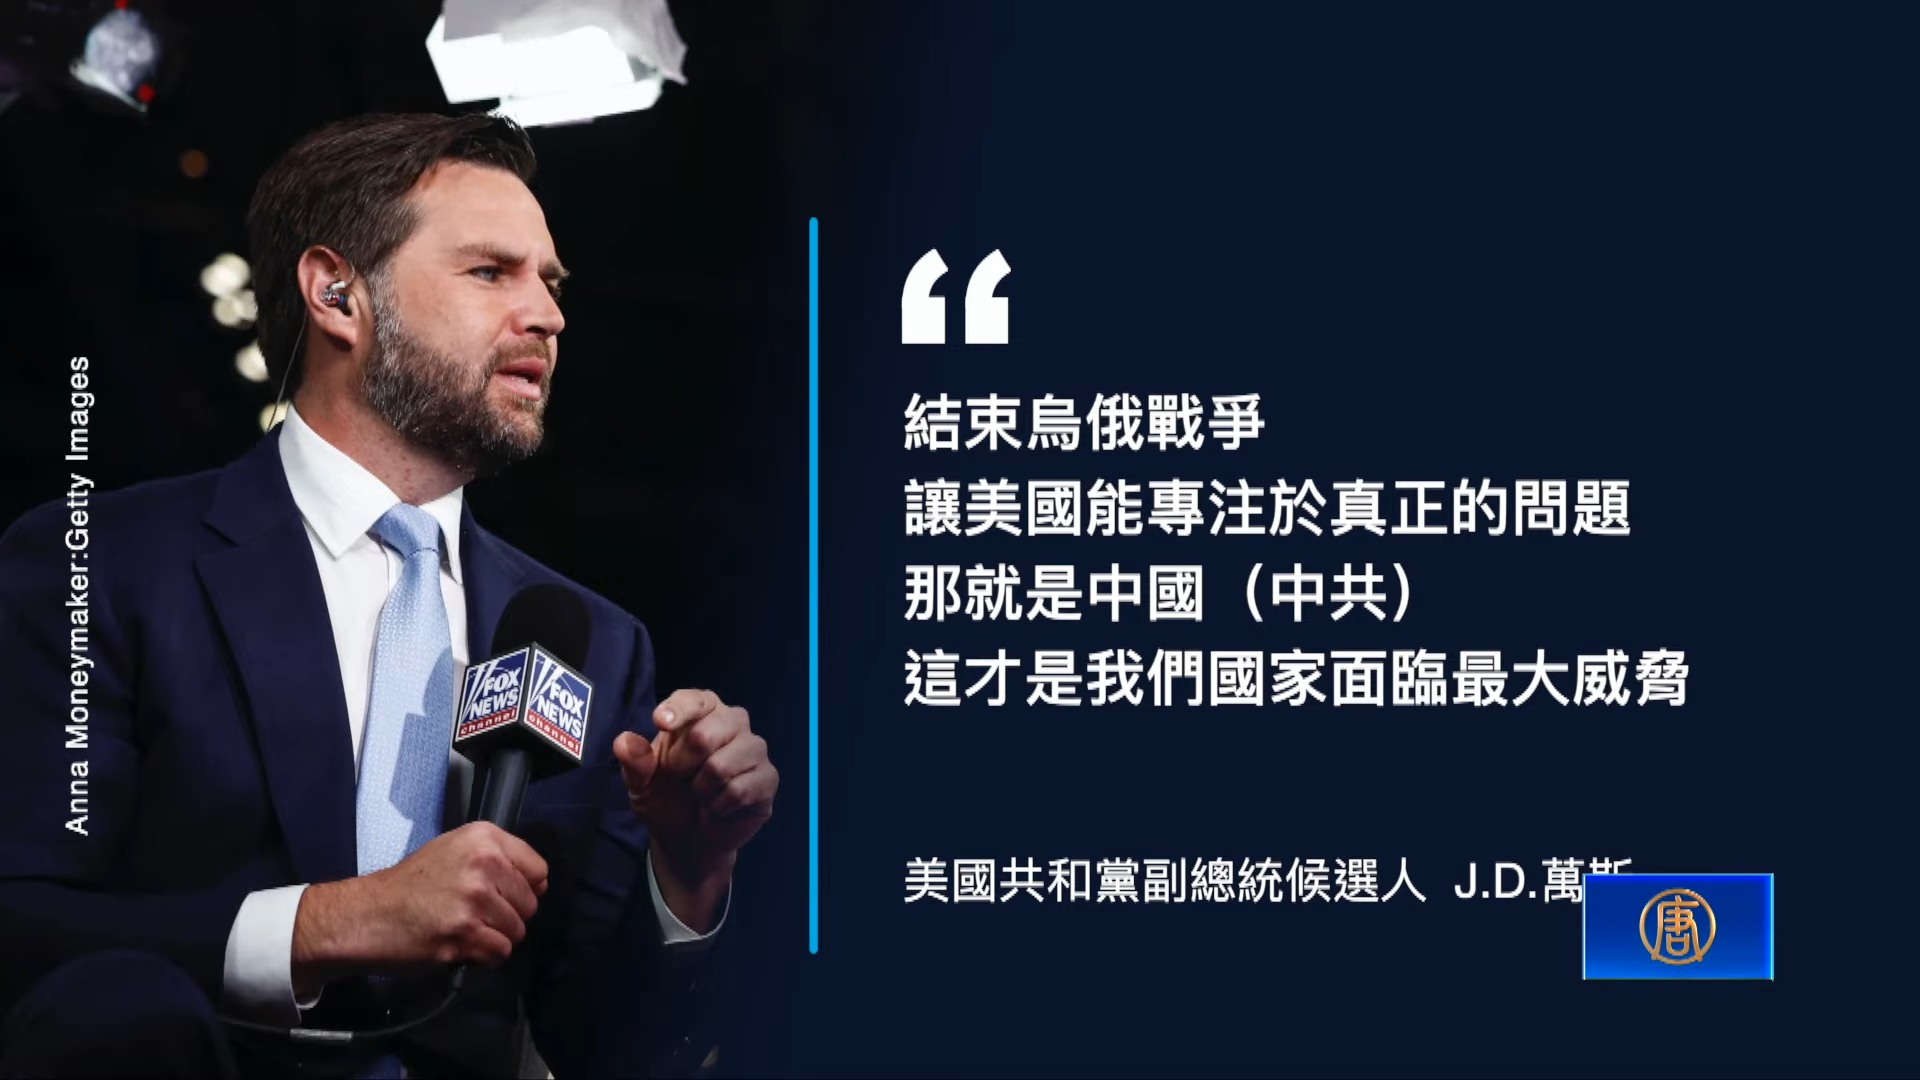 結束烏俄戰爭
讓美國能專注於真正的問題
那就是中國（中共）
這才是我們國家面臨最大威脅
美國共和黨副總統候選人 J.D.萬斯
Anna Moneymaker:Getty Images
FOX NEWS channel
FOX NEWS channel
唐